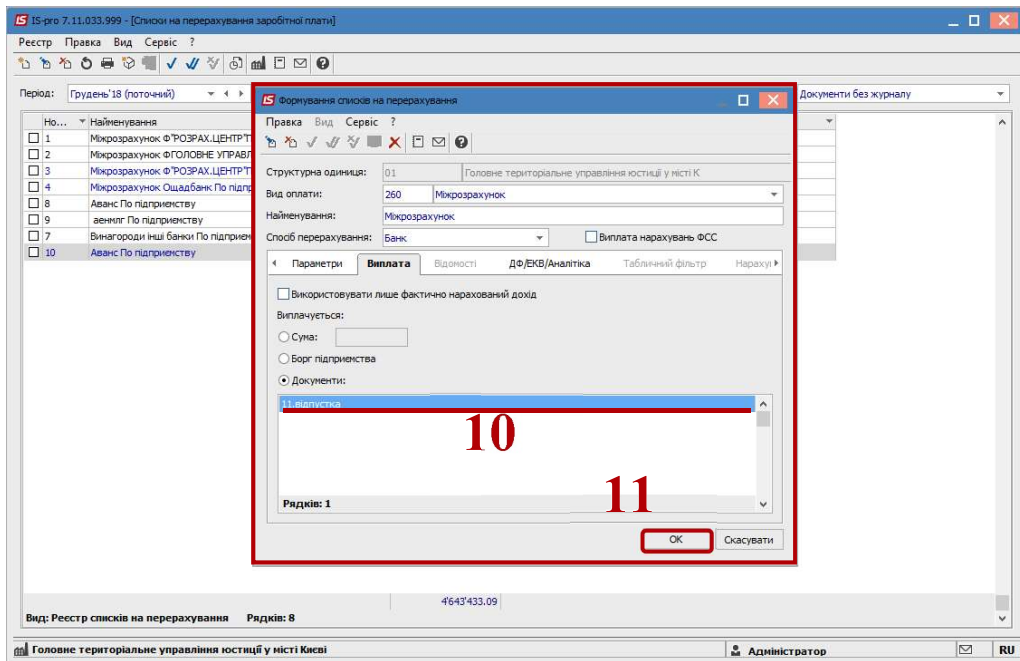 IS-pro 7.11.033.999 - [Списки на перерахування заробітної плати]
Реєстр Правка Вид Сервіс ?
Період: Грудень'18 (поточний) Документи без журналу
Но... Найменування
1 Міжрозрахунок Ф"РОЗРАХ.ЦЕНТР"
2 Міжрозрахунок ФГОЛОВНЕ УПРАВЛ
3 Міжрозрахунок Ф"РОЗРАХ.ЦЕНТР"
4 Міжрозрахунок Ощадбанк По підпр
8 Аванс По підприємству
9 аенмлг По підприємству
7 Винагороди інші банки По підприєм
10 Аванс По підприємству
Формування списків на перерахування
Правка Вид Сервіс ?
Структурна одиниця: 01 Головне територіальне управління юстиції у місті К
Вид оплати: 260 Міжрозрахунок
Найменування: Міжрозрахунок
Спосіб перерахування: Банк Виплата нарахувань ФСС
Параметри Виплата Відомості ДФ/ЕКВ/Аналітика Табличний фільтр Нараху
Використовувати лише фактично нарахований дохід
Виплачується:
Сума:
Борг підприємства
Документи:
11.відпустка
10
11
Рядків: 1
OK Скасувати
4'643'433.09
Вид: Реєстр списків на перерахування Рядків: 8
Головне територіальне управління юстиції у місті Києві Адміністратор RU